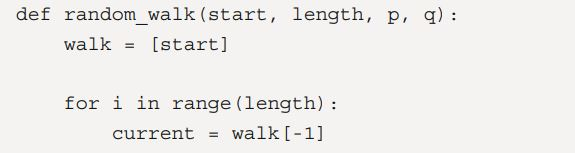 def random_walk(start, length, p, q):
    walk = [start]

    for i in range(length):
        current = walk[-1]